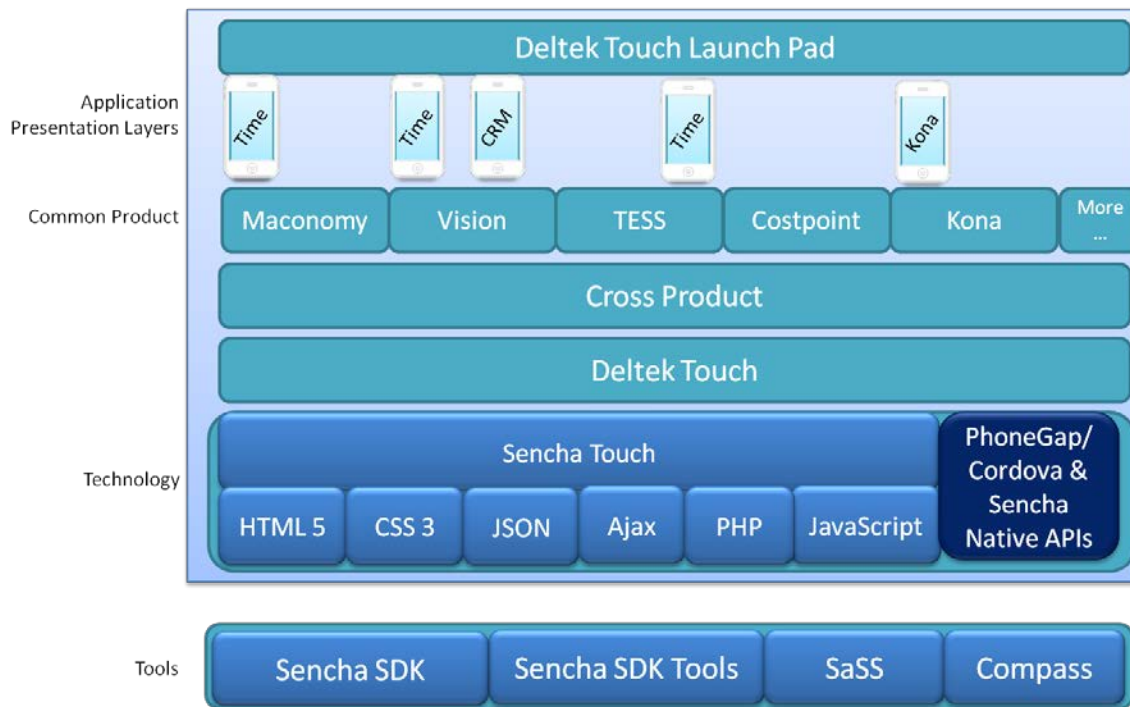 Deltek Touch Launch Pad
Application
Presentation Layers
Time
Time
CRM
Time
Kona
Common Product
Maconomy
Vision
TESS
Costpoint
Kona
More
...
Cross Product
Deltek Touch
Technology
Sencha Touch
PhoneGap/
Cordova &
Sencha
Native APIs
HTML 5
CSS 3
JSON
Ajax
PHP
JavaScript
Tools
Sencha SDK
Sencha SDK Tools
SaSS
Compass